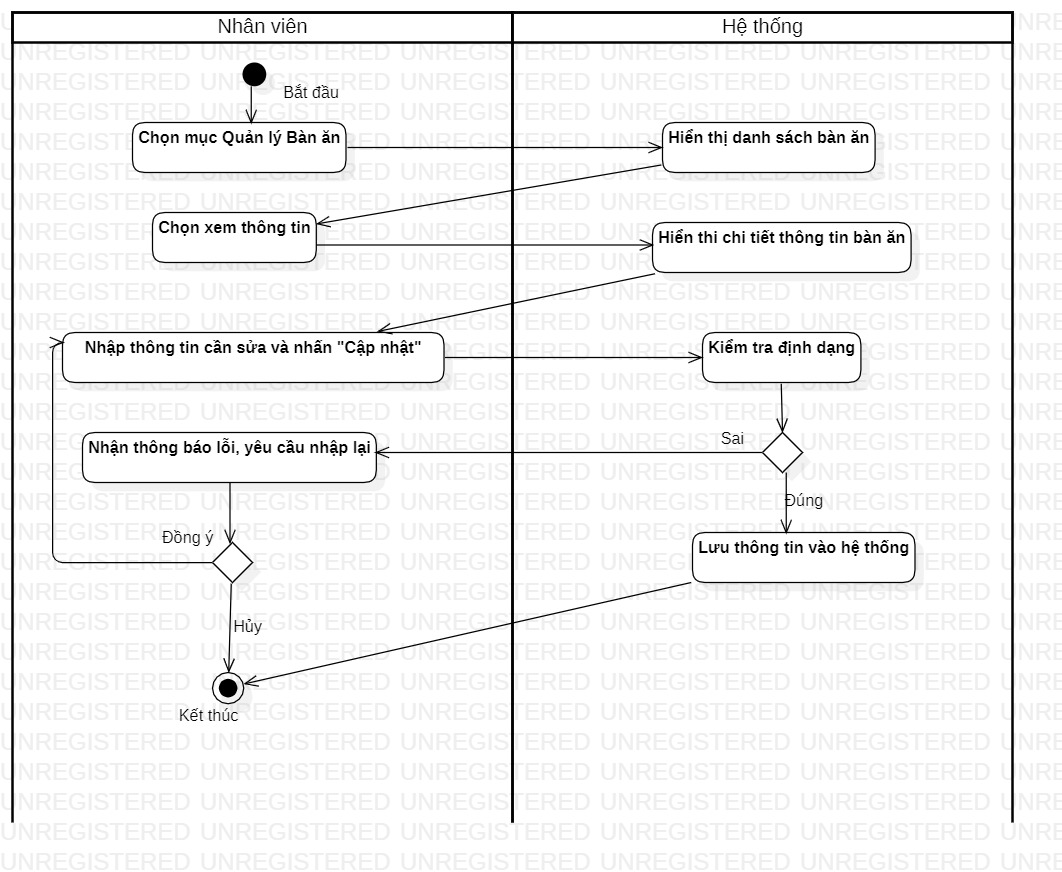 Nhân viên
Hệ thống
Bắt đầu
Chọn mục Quản lý Bàn ăn
Hiển thị danh sách bàn ăn
Chọn xem thông tin
Hiển thi chi tiết thông tin bàn ăn
Nhập thông tin cần sửa và nhấn "Cập nhật"
Kiểm tra định dạng
Sai
Nhận thông báo lỗi, yêu cầu nhập lại
Đúng
Đồng ý
Lưu thông tin vào hệ thống
Hủy
Kết thúc
UNREGISTERED